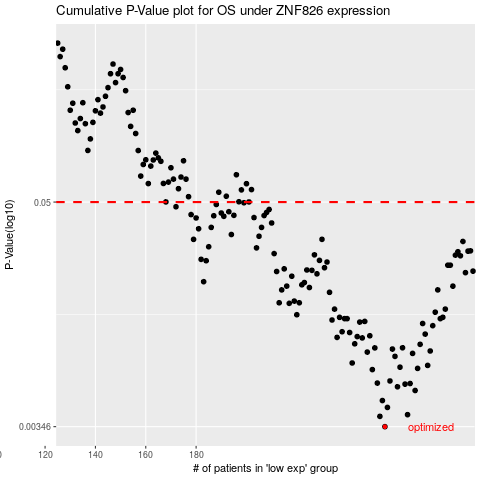 Cumulative P-Value plot for OS under ZNF826 expression
P-Value(log10)
0.05
0.00346
optimized
0 120 140 160 180
# of patients in 'low exp' group